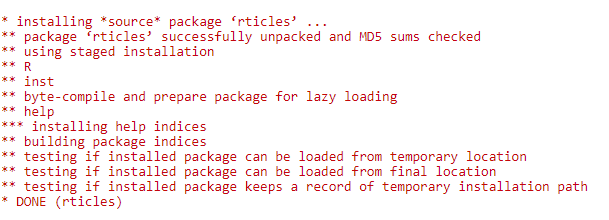 * installing *source* package ‘rticles’ ...
** package ‘rticles’ successfully unpacked and MD5 sums checked
** using staged installation
** R
** inst
** byte-compile and prepare package for lazy loading
** help
*** installing help indices
** building package indices
** testing if installed package can be loaded from temporary location
** testing if installed package can be loaded from final location
** testing if installed package keeps a record of temporary installation path
* DONE (rticles)